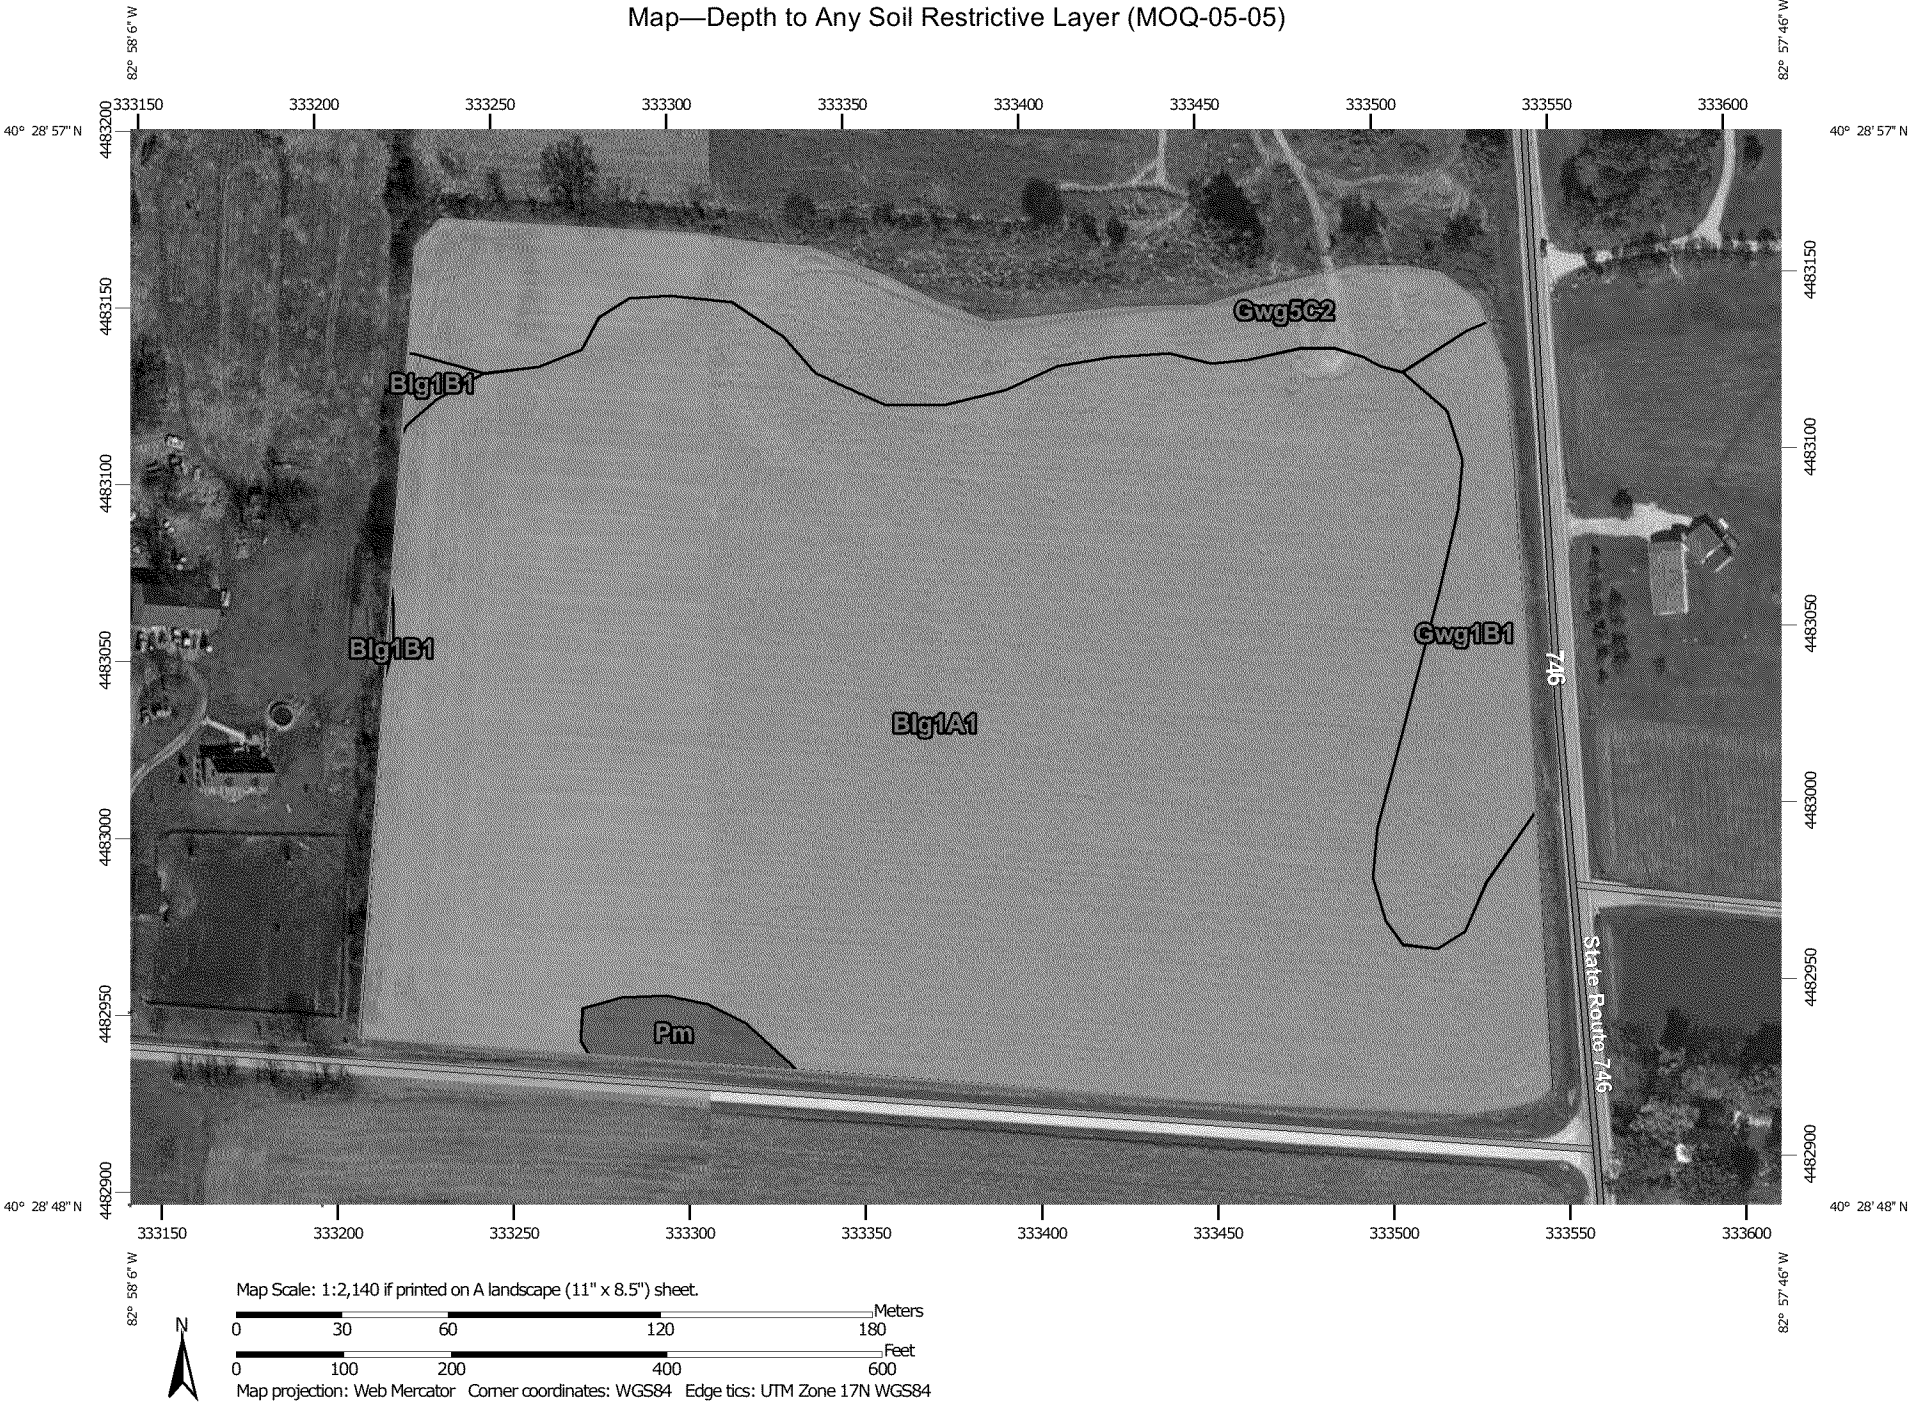 Map—Depth to Any Soil Restrictive Layer (MOQ-05-05)
82° 58' 6" W
82° 57' 46" W
333150 333200 333250 333300 333350 333400 333450 333500 333550 333600
40° 28' 57" N
40° 28' 57" N
4483200
4483150
4483100
4483050
4483000
4482950
4482900
4483150
4483100
4483050
4483000
4482950
4482900
Gwg5C2
Blg1B1
Gwg1B1
Blg1B1
746
Blg1A1
State Route 746
Pm
40° 28' 48" N
40° 28' 48" N
333150 333200 333250 333300 333350 333400 333450 333500 333550 333600
82° 58' 6" W
82° 57' 46" W
Map Scale: 1:2,140 if printed on A landscape (11" x 8.5") sheet.
N
Meters
0 30 60 120 180
Feet
0 100 200 400 600
Map projection: Web Mercator Corner coordinates: WGS84 Edge tics: UTM Zone 17N WGS84